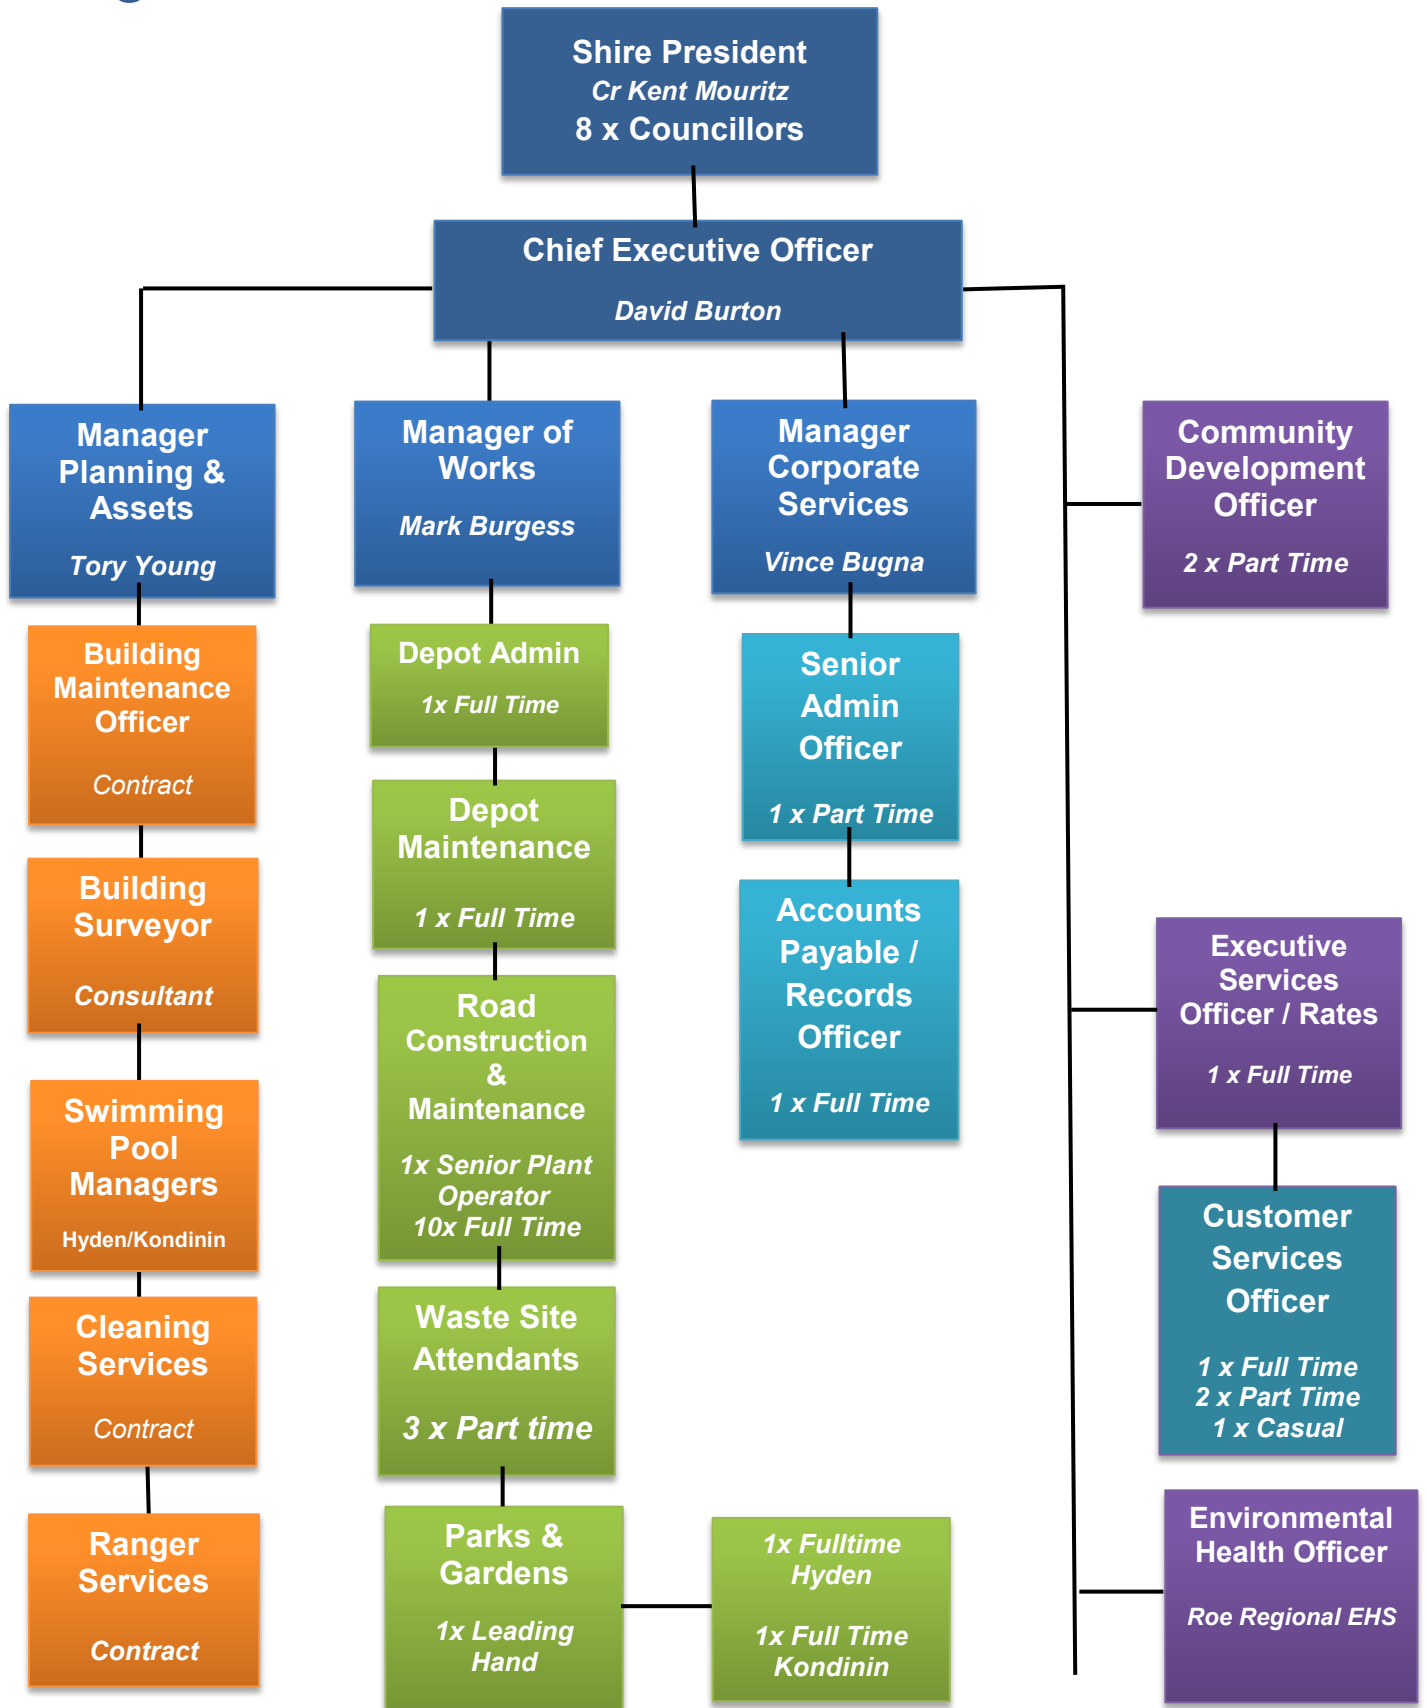 Shire President
Cr Kent Mouritz
8 x Councillors
Chief Executive Officer
David Burton
Manager
Planning &
Assets
Tory Young
Manager of
Works
Mark Burgess
Manager
Corporate
Services
Vince Bugna
Community
Development
Officer
2 x Part Time
Building
Maintenance
Officer
Contract
Building
Surveyor
Consultant
Swimming
Pool
Managers
Hyden/Kondinin
Cleaning
Services
Contract
Ranger
Services
Contract
Depot Admin
1x Full Time
Depot
Maintenance
1 x Full Time
Road
Construction
&
Maintenance
1x Senior Plant
Operator
10x Full Time
Waste Site
Attendants
3 x Part time
Parks &
Gardens
1x Leading
Hand
1x Fulltime
Hyden
1x Full Time
Kondinin
Senior
Admin
Officer
1 x Part Time
Accounts
Payable /
Records
Officer
1 x Full Time
Executive
Services
Officer / Rates
1 x Full Time
Customer
Services
Officer
1 x Full Time
2 x Part Time
1 x Casual
Environmental
Health Officer
Roe Regional EHS